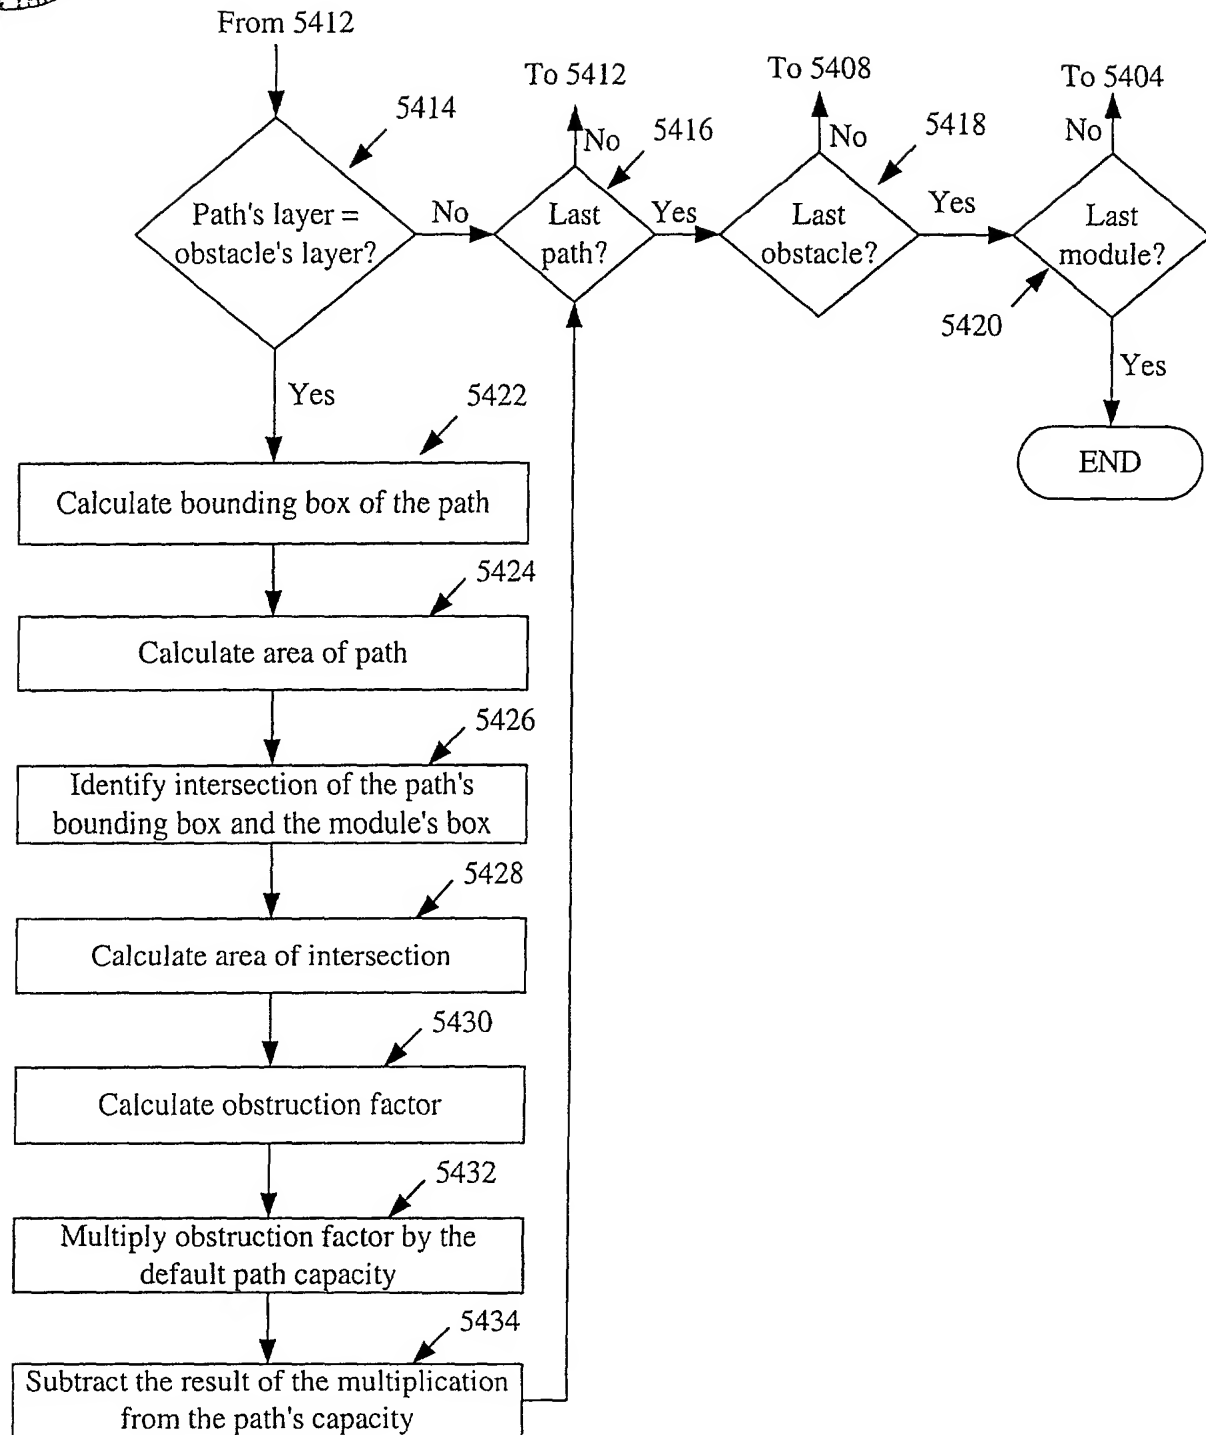 From 5412
To 5412
To 5408
To 5404
5414
No
5416
No
5418
No
Path's layer =
obstacle's layer?
No
Last
path?
Yes
Last
obstacle?
Yes
Last
module?
5420
Yes
Yes
END
5422
Calculate bounding box of the path
5424
Calculate area of path
5426
Identify intersection of the path's
bounding box and the module's box
5428
Calculate area of intersection
5430
Calculate obstruction factor
5432
Multiply obstruction factor by the
default path capacity
5434
Subtract the result of the multiplication
from the path's capacity